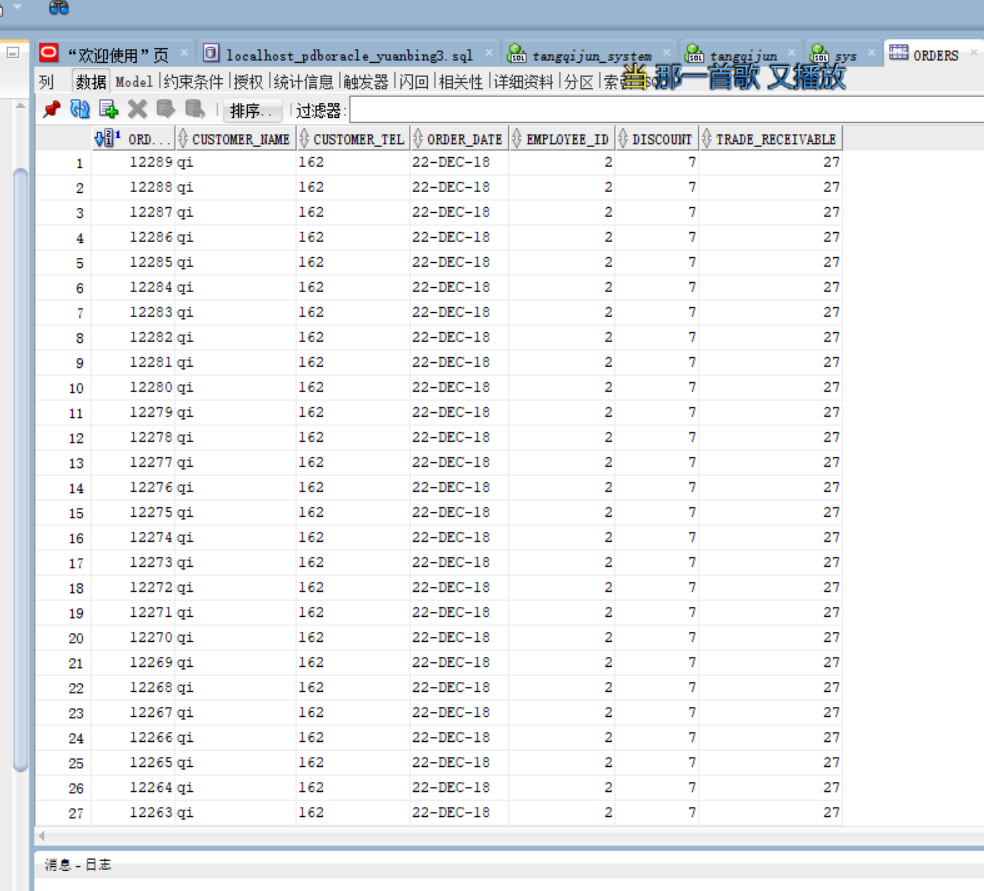 “欢迎使用”页 localhost_pdboracle_yuanbing3.sql tangqijun_system tangqijun sys ORDERS
当 那一首歌 又播放
列 数据 Model 约束条件 授权 统计信息 触发器 闪回 相关性 详细资料 分区
排序.. 过滤器:
ORD... CUSTOMER_NAME CUSTOMER_TEL ORDER_DATE EMPLOYEE_ID DISCOUNT TRADE_RECEIVABLE
1 12289 qi 162 22-DEC-18 2 7 27
2 12288 qi 162 22-DEC-18 2 7 27
3 12287 qi 162 22-DEC-18 2 7 27
4 12286 qi 162 22-DEC-18 2 7 27
5 12285 qi 162 22-DEC-18 2 7 27
6 12284 qi 162 22-DEC-18 2 7 27
7 12283 qi 162 22-DEC-18 2 7 27
8 12282 qi 162 22-DEC-18 2 7 27
9 12281 qi 162 22-DEC-18 2 7 27
10 12280 qi 162 22-DEC-18 2 7 27
11 12279 qi 162 22-DEC-18 2 7 27
12 12278 qi 162 22-DEC-18 2 7 27
13 12277 qi 162 22-DEC-18 2 7 27
14 12276 qi 162 22-DEC-18 2 7 27
15 12275 qi 162 22-DEC-18 2 7 27
16 12274 qi 162 22-DEC-18 2 7 27
17 12273 qi 162 22-DEC-18 2 7 27
18 12272 qi 162 22-DEC-18 2 7 27
19 12271 qi 162 22-DEC-18 2 7 27
20 12270 qi 162 22-DEC-18 2 7 27
21 12269 qi 162 22-DEC-18 2 7 27
22 12268 qi 162 22-DEC-18 2 7 27
23 12267 qi 162 22-DEC-18 2 7 27
24 12266 qi 162 22-DEC-18 2 7 27
25 12265 qi 162 22-DEC-18 2 7 27
26 12264 qi 162 22-DEC-18 2 7 27
27 12263 qi 162 22-DEC-18 2 7 27
消息 - 日志